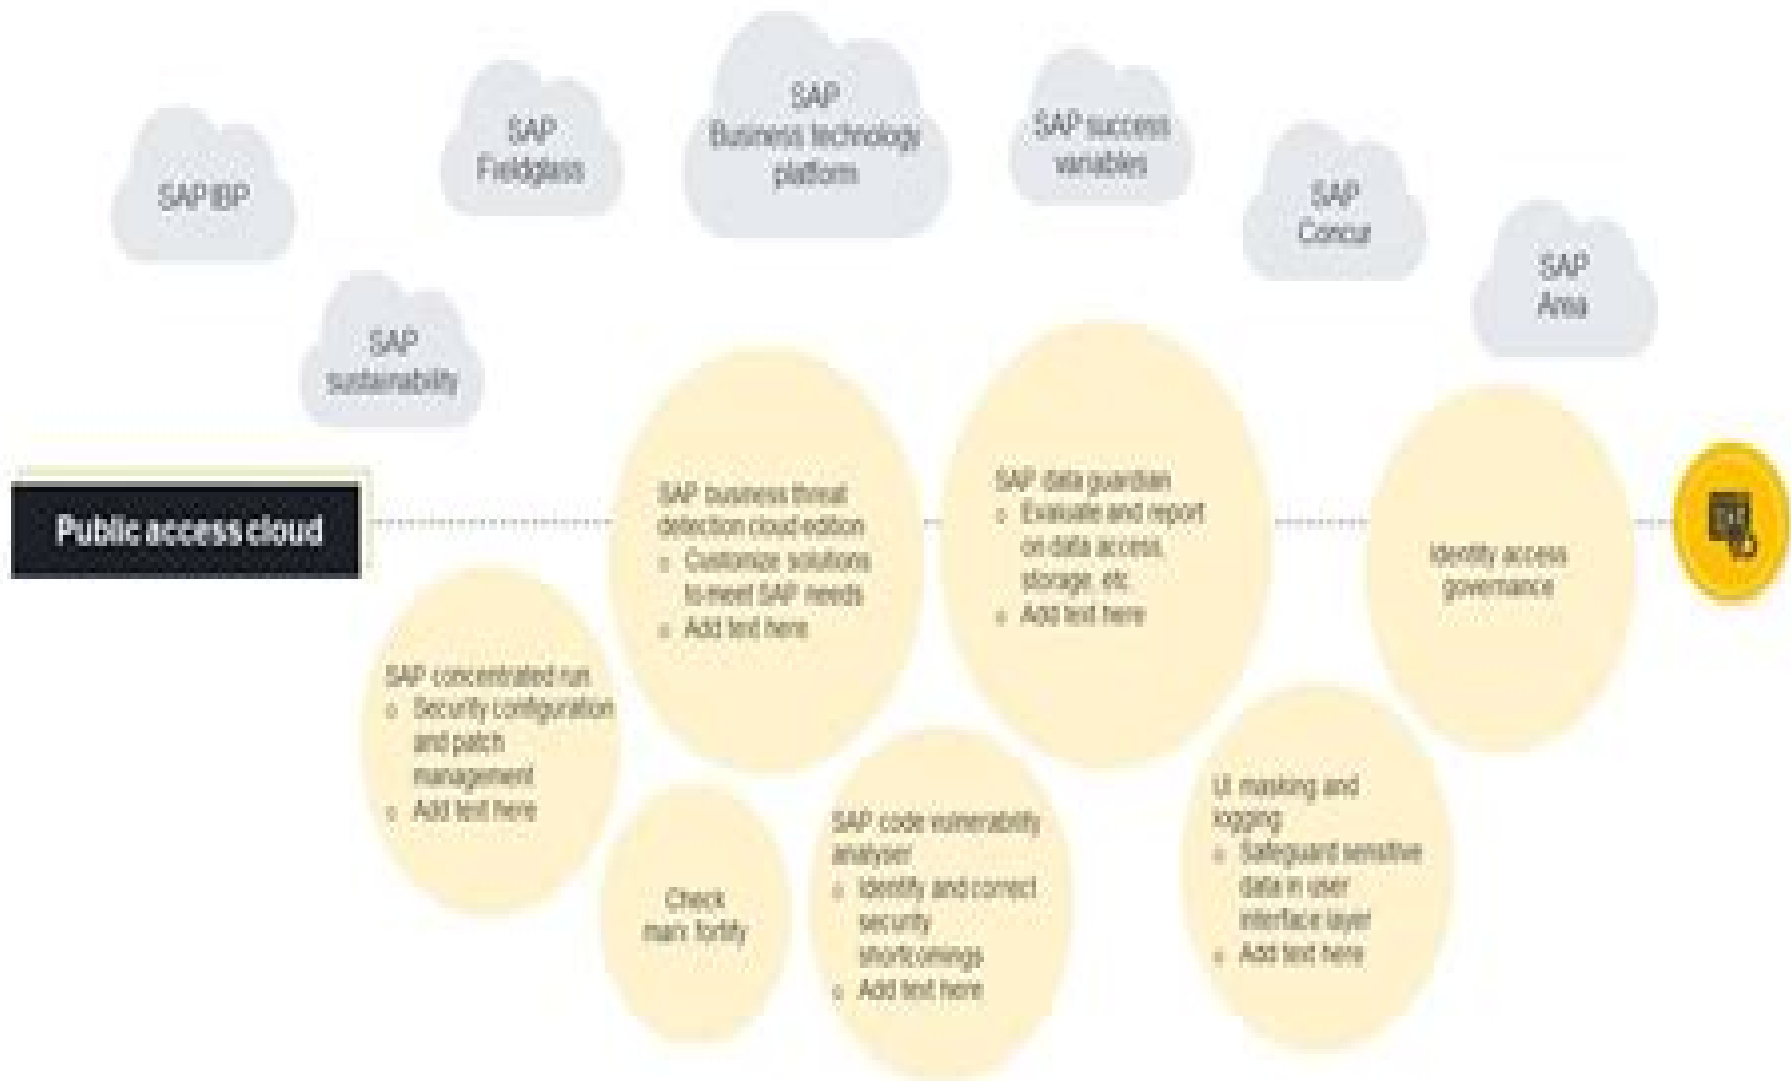 SAP IBP
SAP
Fieldglass
SAP
Business technology
platform
SAP success
variables
SAP
Concur
SAP
Area
SAP
sustainability
Public access cloud
SAP business threat
detection cloud edition
Customize solutions
to meet SAP needs
Add text here
SAP data guardian
Evaluate and report
on data access,
storage, etc.
Add text here
Identity access
governance
SAP concentrated run
Security configuration
and patch
management
Add text here
Check
marx fortify
SAP code vulnerability
analyser
Identify and correct
security
shortcomings
Add text here
UI masking and
logging
Safeguard sensitive
data in user
interface layer
Add text here